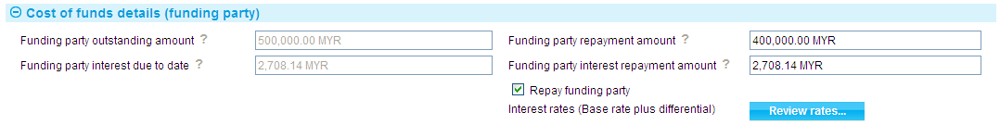 Cost of funds details (funding party)
Funding party outstanding amount ? 500,000.00 MYR Funding party repayment amount ? 400,000.00 MYR
Funding party interest due to date ? 2,708.14 MYR Funding party interest repayment amount ? 2,708.14 MYR
Repay funding party
Interest rates (Base rate plus differential) Review rates...